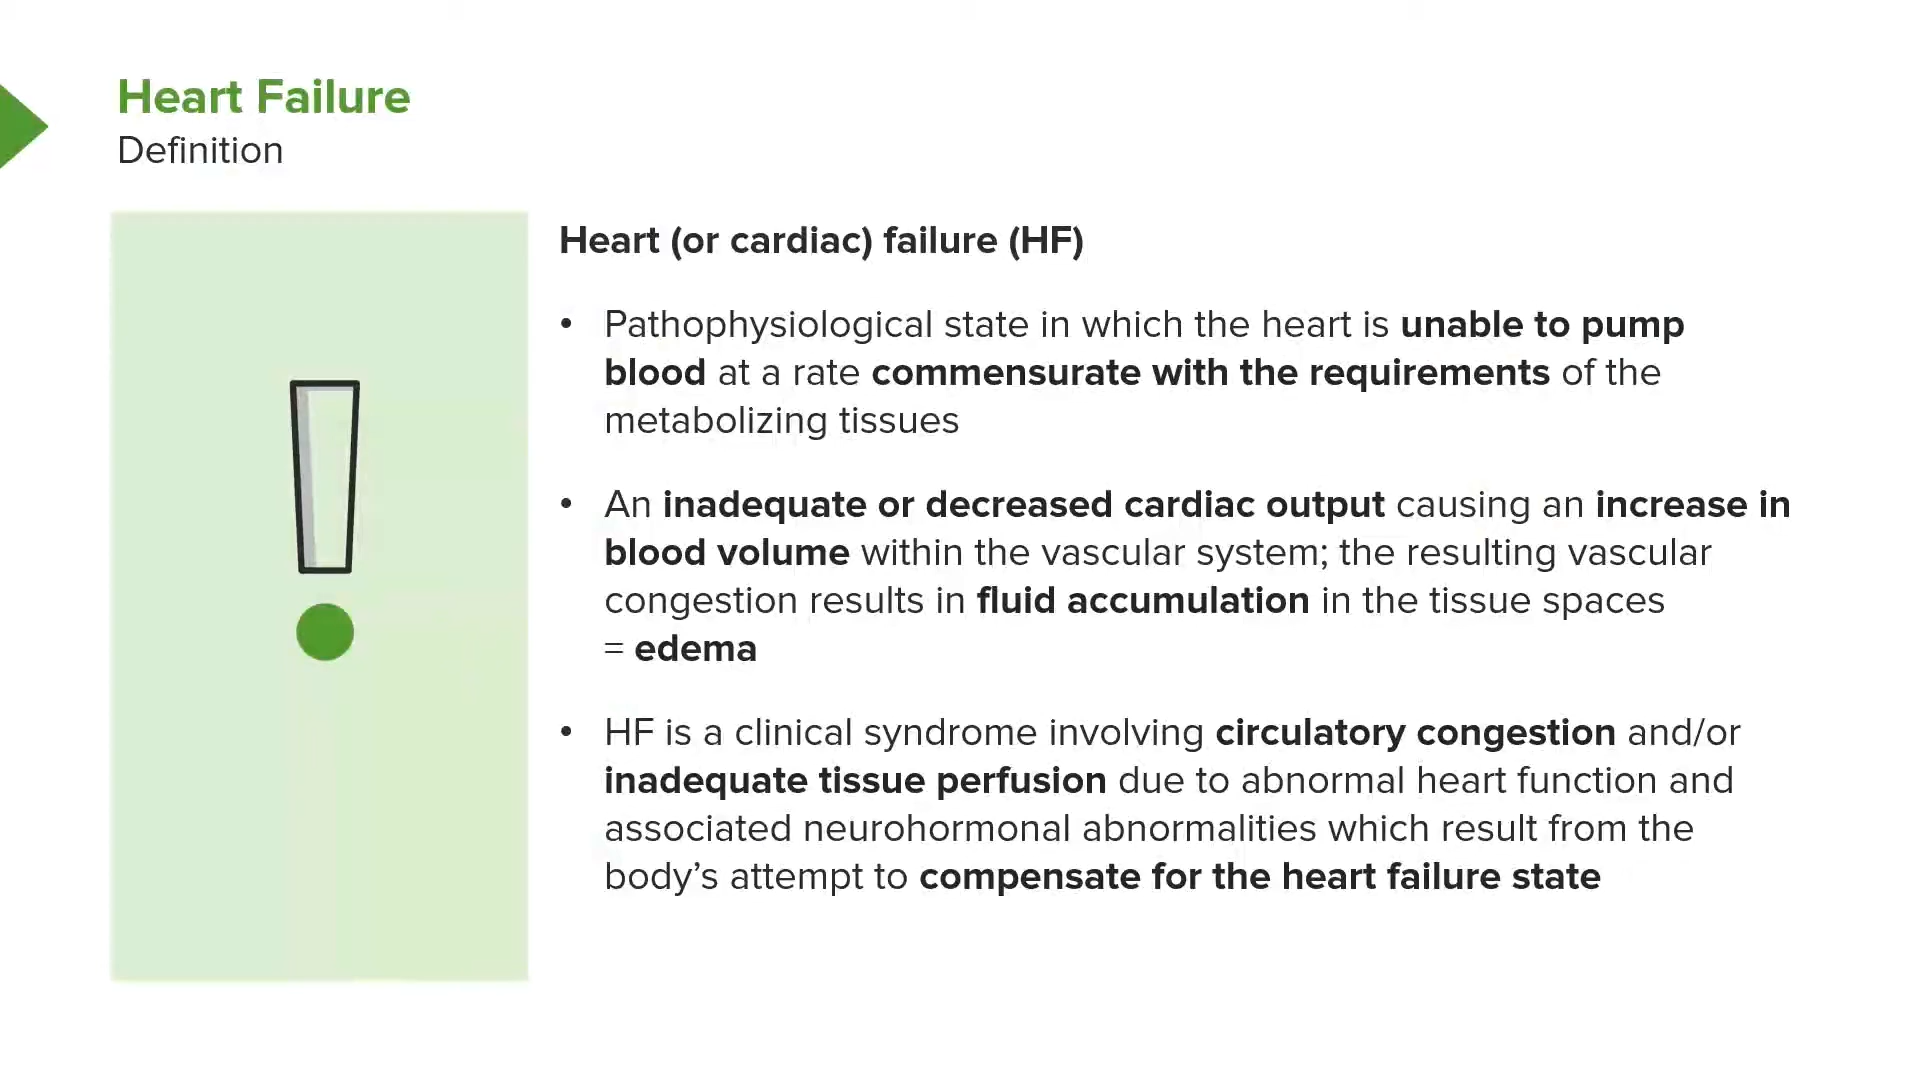 Heart Failure
Definition
Heart (or cardiac) failure (HF)
• Pathophysiological state in which the heart is unable to pump
blood at a rate commensurate with the requirements of the
metabolizing tissues
• An inadequate or decreased cardiac output causing an increase in
blood volume within the vascular system; the resulting vascular
congestion results in fluid accumulation in the tissue spaces
= edema
• HF is a clinical syndrome involving circulatory congestion and/or
inadequate tissue perfusion due to abnormal heart function and
associated neurohormonal abnormalities which result from the
body’s attempt to compensate for the heart failure state